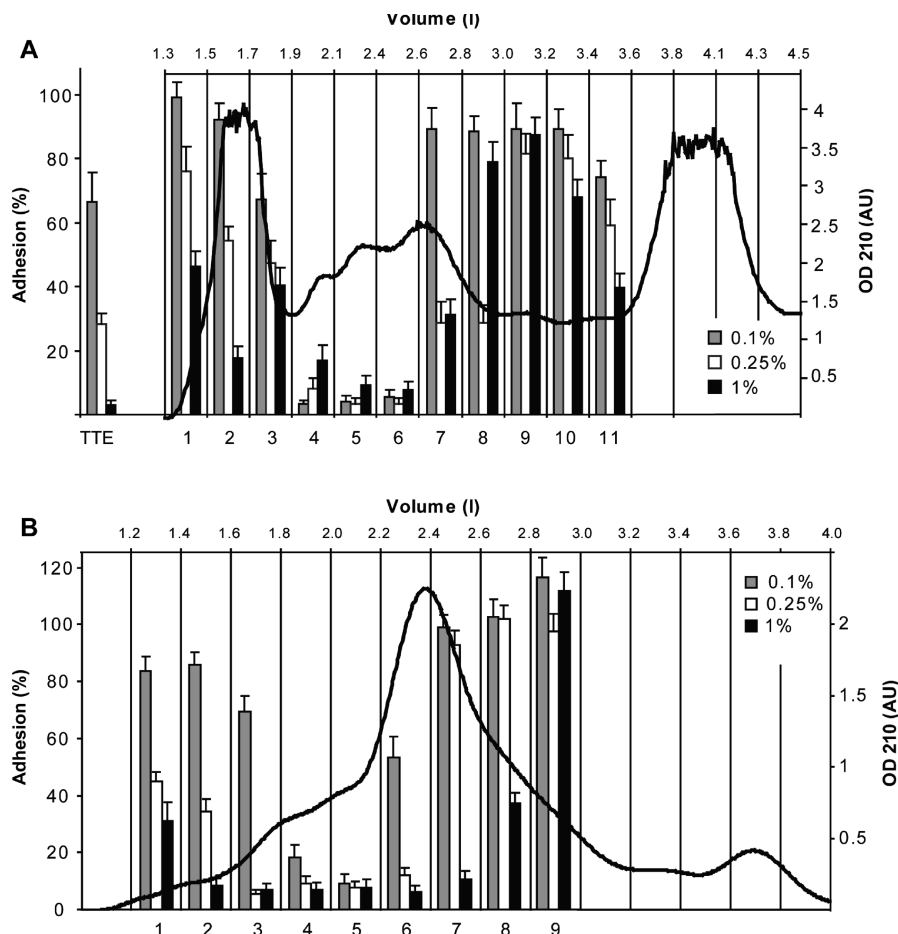 Volume (l)
A
1.3 1.5 1.7 1.9 2.1 2.4 2.6 2.8 3.0 3.2 3.4 3.6 3.8 4.1 4.3 4.5
100
80
60
40
20
Adhesion (%)
4
3.5
3
2.5
2
1.5
1
0.5
OD 210 (AU)
0.1%
0.25%
1%
TTE 1 2 3 4 5 6 7 8 9 10 11
B
Volume (l)
1.2 1.4 1.6 1.8 2.0 2.2 2.4 2.6 2.8 3.0 3.2 3.4 3.6 3.8 4.0
120
100
80
60
40
20
0
Adhesion (%)
2
1.5
1
0.5
OD 210 (AU)
0.1%
0.25%
1%
1 2 3 4 5 6 7 8 9